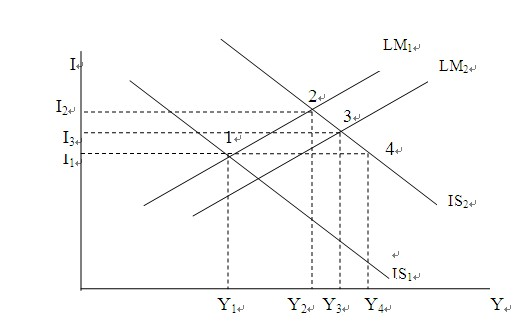 LM₁
I
LM₂
I₂
2
3
I₃
1
I₁
4
IS₂
IS₁
Y₁ Y₂ Y₃ Y₄ Y